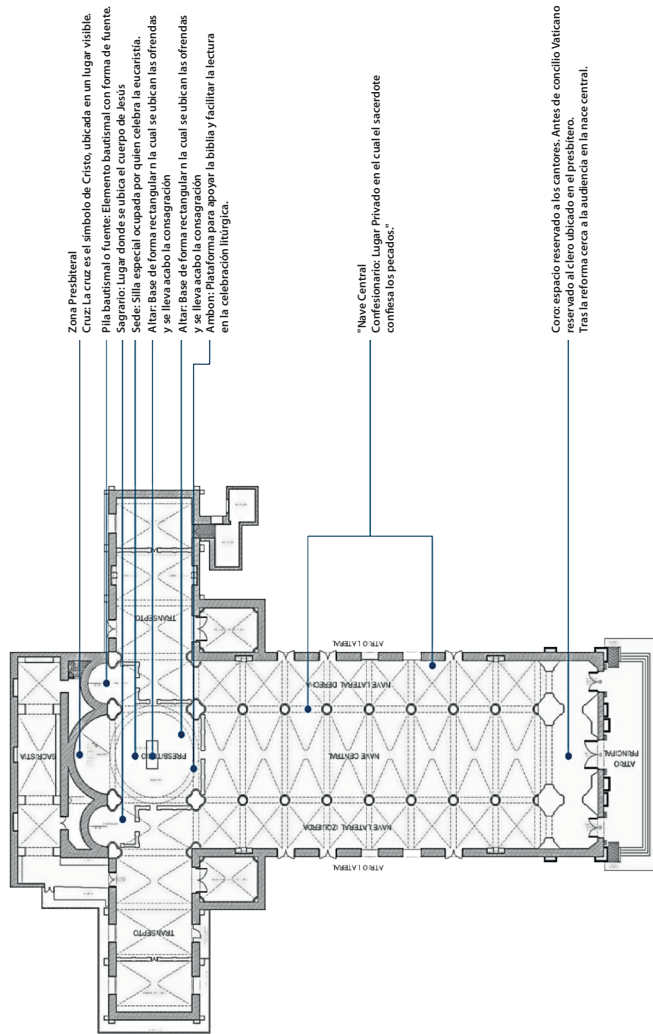 Zona Presbiteral
Cruz: La cruz es el símbolo de Cristo, ubicada en un lugar visible.
Pila bautismal o fuente: Elemento bautismal con forma de fuente.
Sagrario: Lugar donde se ubica el cuerpo de Jesús
Sede: Silla especial ocupada por quien celebra la eucaristía.
Altar: Base de forma rectangular n la cual se ubican las ofrendas
y se lleva acabo la consagración
Altar: Base de forma rectangular n la cual se ubican las ofrendas
y se lleva acabo la consagración
Ambon: Plataforma para apoyar la biblia y facilitar la lectura
en la celebración litúrgica.
"Nave Central
Confesionario: Lugar Privado en el cual el sacerdote
confiesa los pecados."
Coro: espacio reservado a los cantores. Antes de concilio Vaticano
reservado al clero ubicado en el presbítero.
Tras la reforma cerca a la audiencia en la nace central.
SACRISTIA
TRANSEPTO
PRESBITERIO
TRANSEPTO
ATRIO LATERAL
NAVE LATERAL DERECHA
NAVE CENTRAL
NAVE LATERAL IZQUIERDA
ATRIO LATERAL
ATRIO
PRINCIPAL